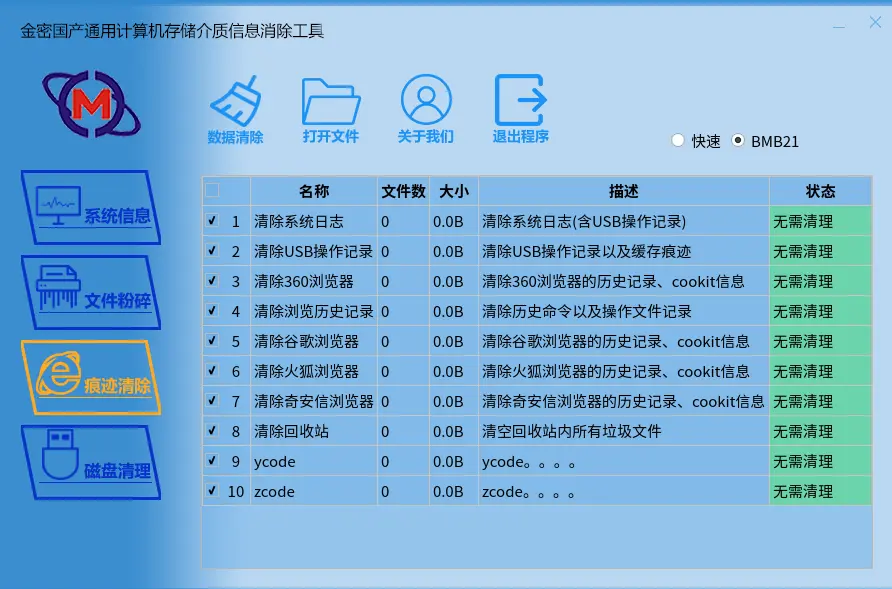 金密国产通用计算机存储介质信息消除工具
M
数据清除 打开文件 关于我们 退出程序
快速 BMB21
系统信息
文件粉碎
痕迹清除
磁盘清理
名称 文件数 大小 描述 状态
1 清除系统日志 0 0.0B 清除系统日志(含USB操作记录) 无需清理
2 清除USB操作记录 0 0.0B 清除USB操作记录以及缓存痕迹 无需清理
3 清除360浏览器 0 0.0B 清除360浏览器的历史记录、cookit信息 无需清理
4 清除浏览历史记录 0 0.0B 清除历史命令以及操作文件记录 无需清理
5 清除谷歌浏览器 0 0.0B 清除谷歌浏览器的历史记录、cookit信息 无需清理
6 清除火狐浏览器 0 0.0B 清除火狐浏览器的历史记录、cookit信息 无需清理
7 清除奇安信浏览器 0 0.0B 清除奇安信浏览器的历史记录、cookit信息 无需清理
8 清除回收站 0 0.0B 清空回收站内所有垃圾文件 无需清理
9 ycode 0 0.0B ycode。。。。 无需清理
10 zcode 0 0.0B zcode。。。。 无需清理